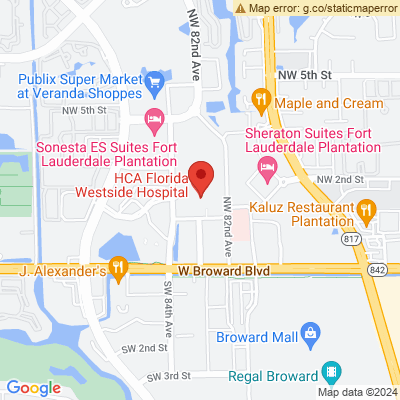 Map error: g.co/staticmaperror
NW 82nd Ave
NW 5th St
Publix Super Market
at Veranda Shoppes
Maple and Cream
NW 5th St
Sonesta ES Suites Fort
Lauderdale Plantation
Sheraton Suites Fort
Lauderdale Plantation
HCA Florida
Westside Hospital
NW 2nd St
NW 82nd Ave
Kaluz Restaurant
Plantation
817
J. Alexander's
W Broward Blvd
842
SW 84th Ave
Broward Mall
SW 2nd St
SW 3rd St
Regal Broward
Google
Map data ©2024